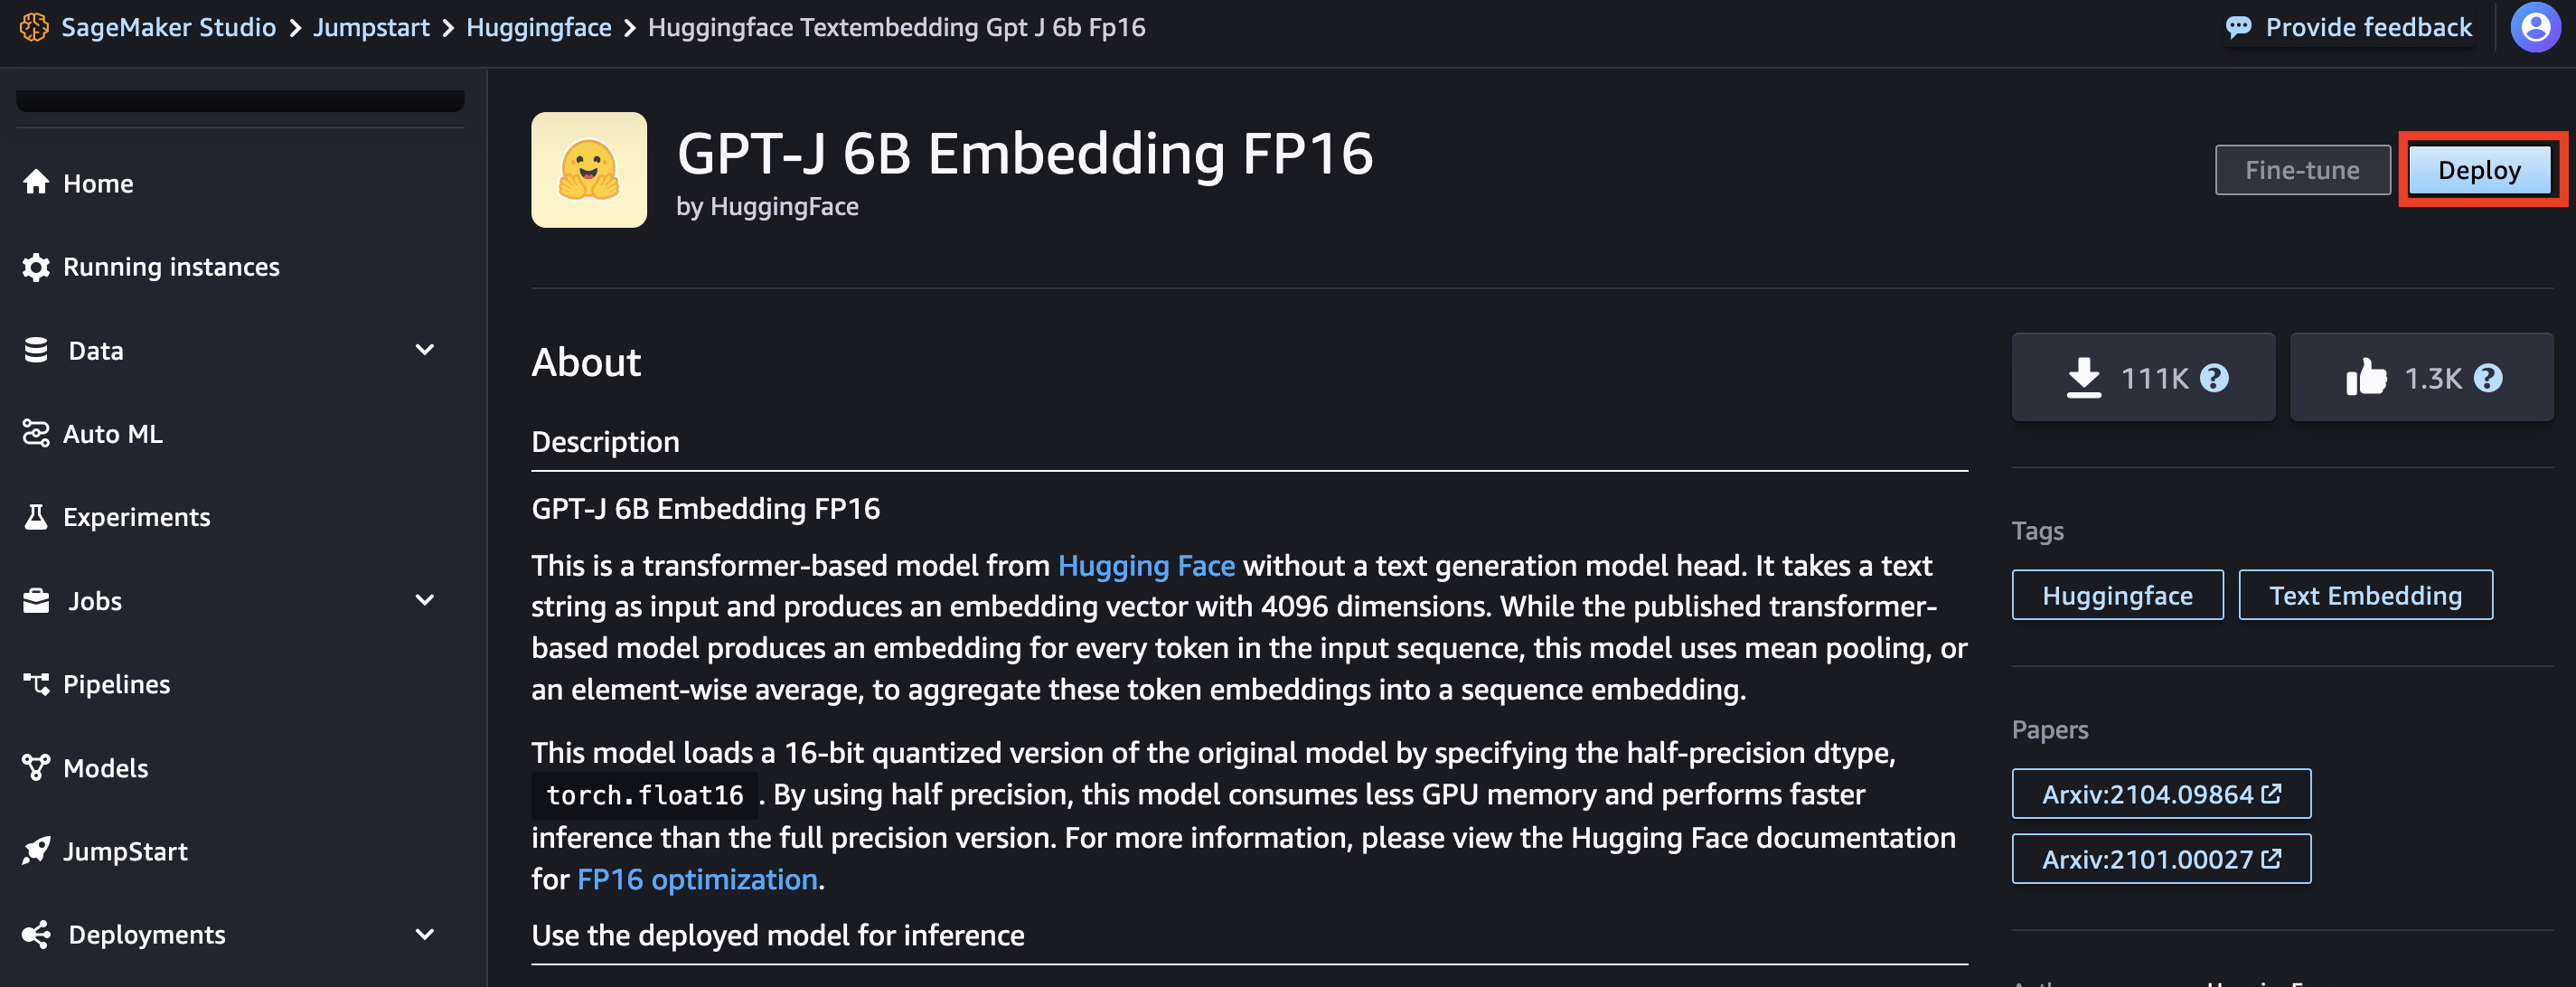 SageMaker Studio > Jumpstart > Huggingface > Huggingface Textembedding Gpt J 6b Fp16
Provide feedback
Home
Running instances
Data
Auto ML
Experiments
Jobs
Pipelines
Models
JumpStart
Deployments
GPT-J 6B Embedding FP16
by HuggingFace
Fine-tune
Deploy
About
Description
GPT-J 6B Embedding FP16
This is a transformer-based model from Hugging Face without a text generation model head. It takes a text
string as input and produces an embedding vector with 4096 dimensions. While the published transformer-
based model produces an embedding for every token in the input sequence, this model uses mean pooling, or
an element-wise average, to aggregate these token embeddings into a sequence embedding.
This model loads a 16-bit quantized version of the original model by specifying the half-precision dtype,
torch.float16 . By using half precision, this model consumes less GPU memory and performs faster
inference than the full precision version. For more information, please view the Hugging Face documentation
for FP16 optimization.
Use the deployed model for inference
111K ?
1.3K ?
Tags
Huggingface
Text Embedding
Papers
Arxiv:2104.09864
Arxiv:2101.00027